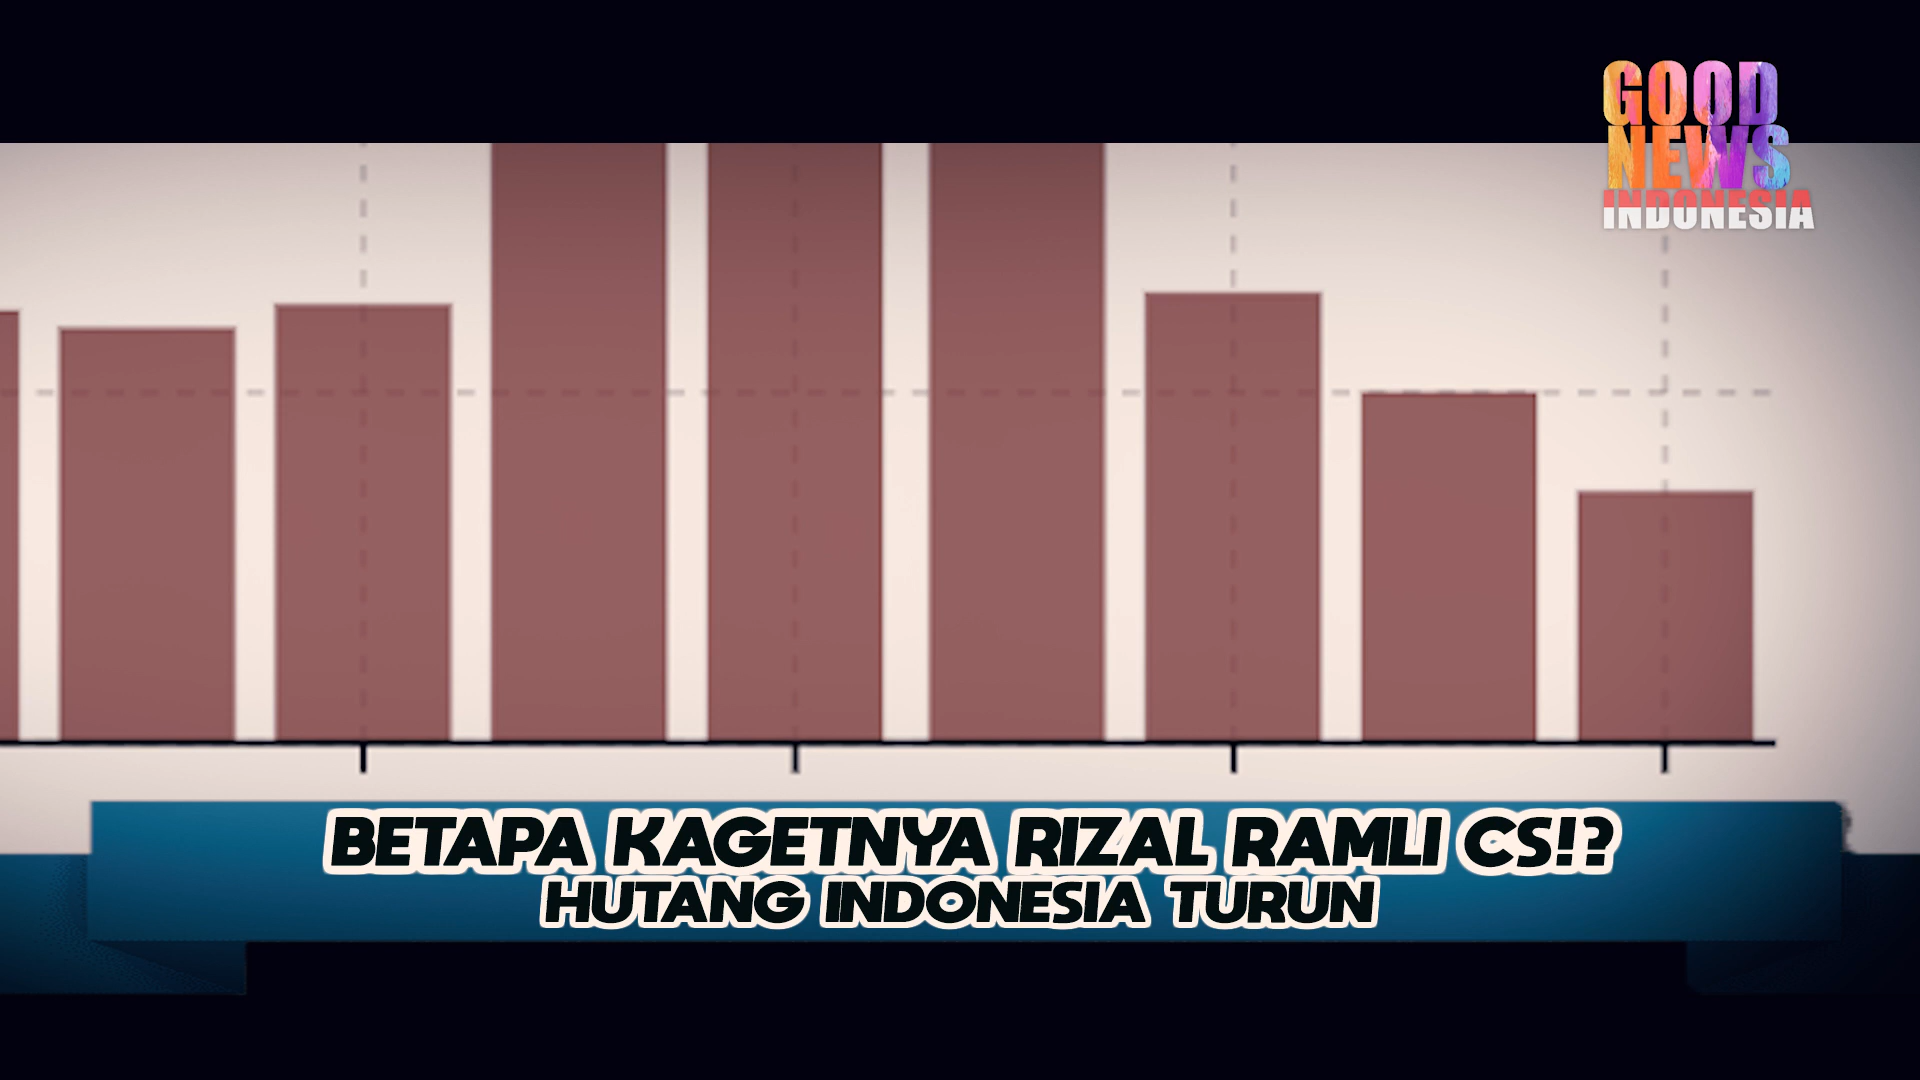 GOOD
NEWS
INDONESIA
BETAPA KAGETNYA RIZAL RAMLI CS!?
HUTANG INDONESIA TURUN